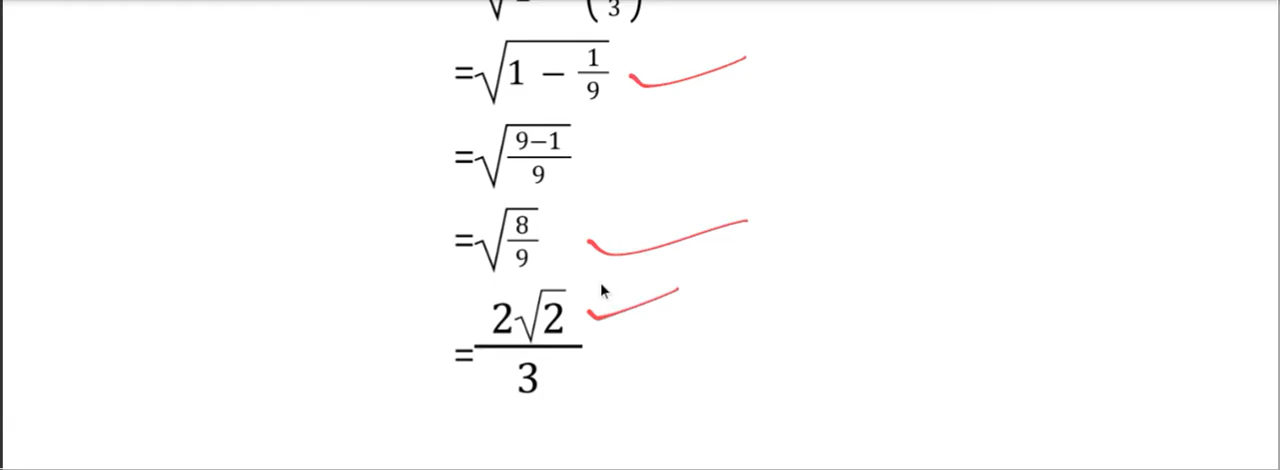 =√(1 − 1/9)
=√((9−1)/9)
=√(8/9)
=2√2/3